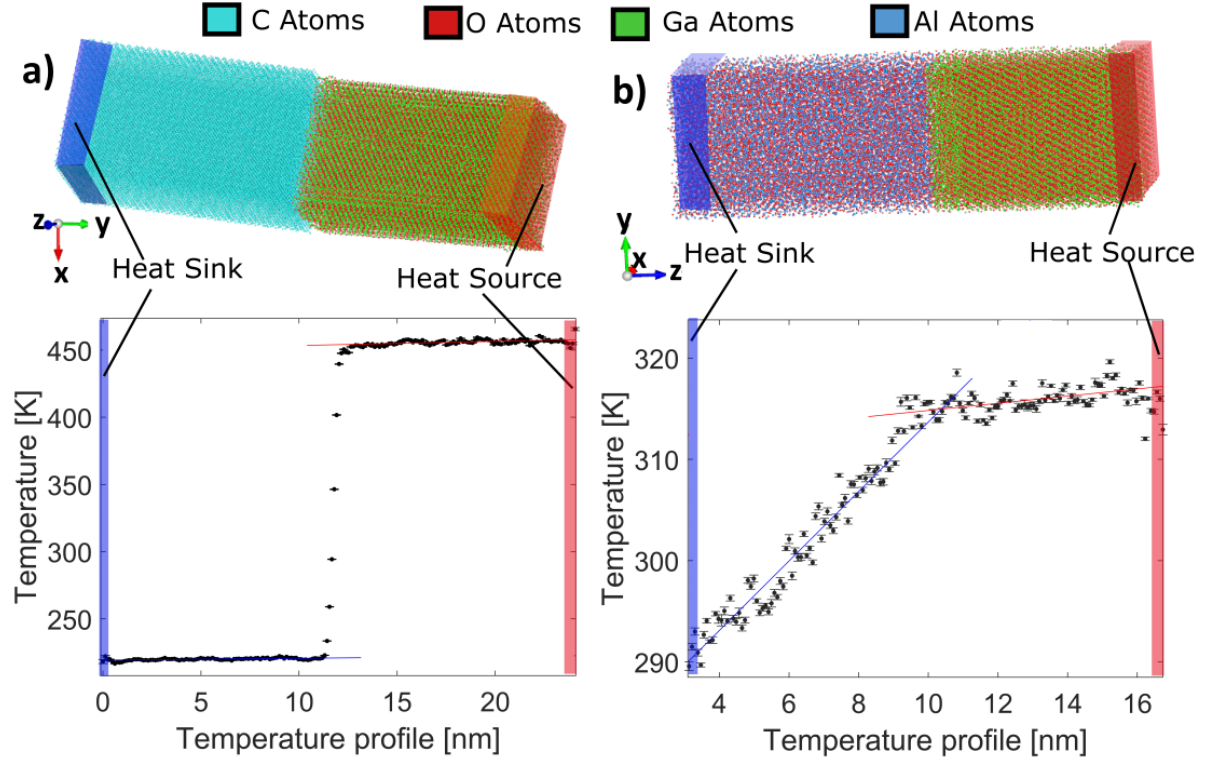 C Atoms O Atoms Ga Atoms Al Atoms
a)
b)
z y
x
Heat Sink
Heat Source
y
x
z
Heat Sink
Heat Source
450
400
350
300
250
Temperature [K]
0 5 10 15 20
Temperature profile [nm]
320
310
300
290
Temperature [K]
4 6 8 10 12 14 16
Temperature profile [nm]